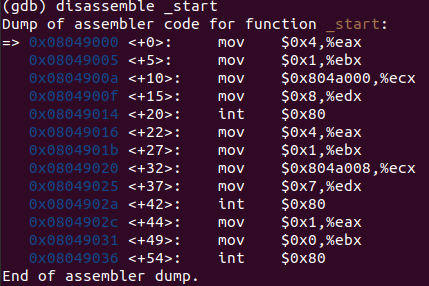 (gdb) disassemble _start
Dump of assembler code for function _start:
=> 0x08049000 <+0>:     mov    $0x4,%eax
   0x08049005 <+5>:     mov    $0x1,%ebx
   0x0804900a <+10>:    mov    $0x804a000,%ecx
   0x0804900f <+15>:    mov    $0x8,%edx
   0x08049014 <+20>:    int    $0x80
   0x08049016 <+22>:    mov    $0x4,%eax
   0x0804901b <+27>:    mov    $0x1,%ebx
   0x08049020 <+32>:    mov    $0x804a008,%ecx
   0x08049025 <+37>:    mov    $0x7,%edx
   0x0804902a <+42>:    int    $0x80
   0x0804902c <+44>:    mov    $0x1,%eax
   0x08049031 <+49>:    mov    $0x0,%ebx
   0x08049036 <+54>:    int    $0x80
End of assembler dump.